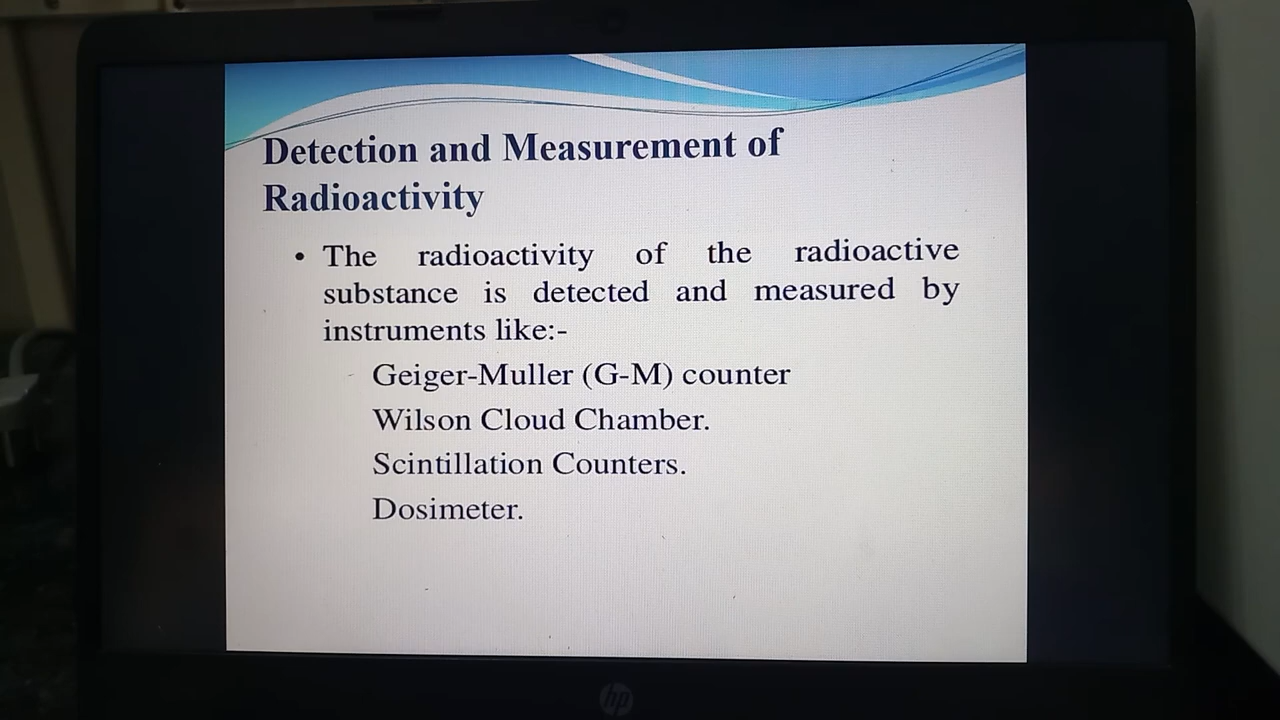 Detection and Measurement of
Radioactivity
• The radioactivity of the radioactive
substance is detected and measured by
instruments like:-
Geiger-Muller (G-M) counter
Wilson Cloud Chamber.
Scintillation Counters.
Dosimeter.
hp